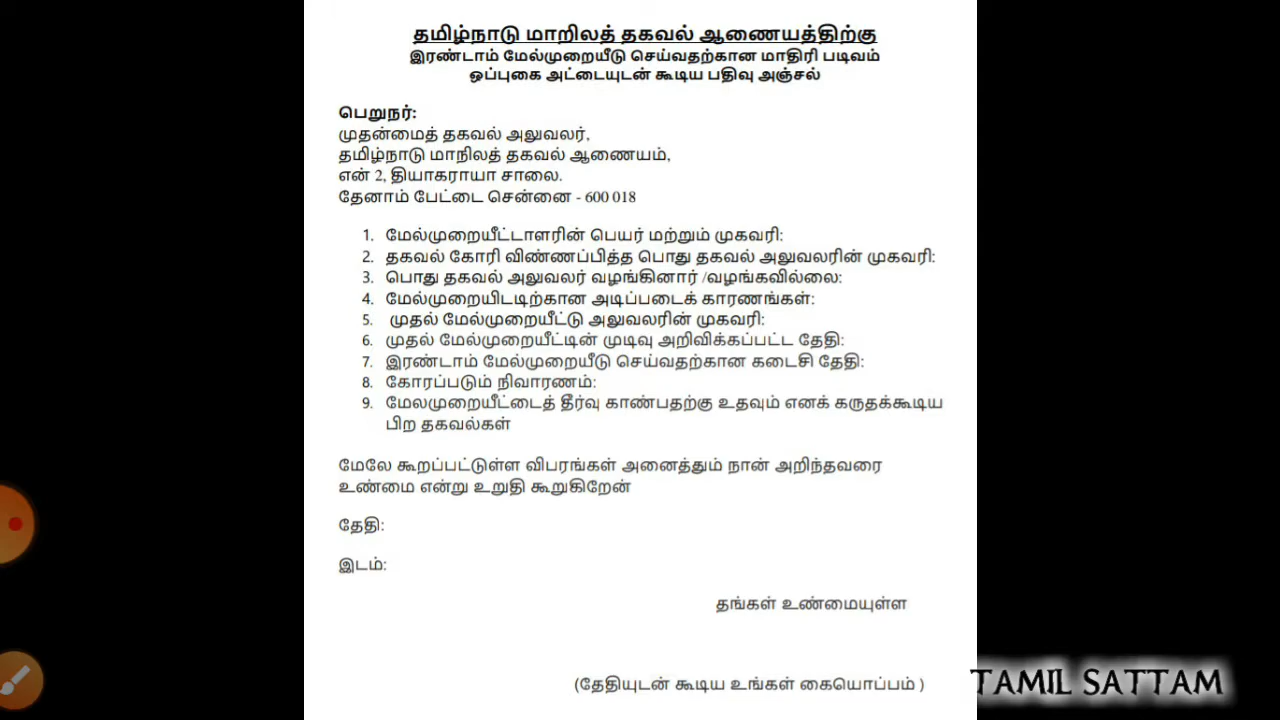 தமிழ்நாடு மாறிலத் தகவல் ஆணையத்திற்கு
இரண்டாம் மேல்முறையீடு செய்வதற்கான மாதிரி படிவம்
ஒப்புகை அட்டையுடன் கூடிய பதிவு அஞ்சல்
பெறுநர்:
முதன்மைத் தகவல் அலுவலர்,
தமிழ்நாடு மாநிலத் தகவல் ஆணையம்,
என் 2, தியாகராயா சாலை.
தேனாம் பேட்டை சென்னை - 600 018
1. மேல்முறையீட்டாளரின் பெயர் மற்றும் முகவரி:
2. தகவல் கோரி விண்ணப்பித்த பொது தகவல் அலுவலரின் முகவரி:
3. பொது தகவல் அலுவலர் வழங்கினார் /வழங்கவில்லை:
4. மேல்முறையிடடிற்கான அடிப்படைக் காரணங்கள்:
5. முதல் மேல்முறையீட்டு அலுவலரின் முகவரி:
6. முதல் மேல்முறையீட்டின் முடிவு அறிவிக்கப்பட்ட தேதி:
7. இரண்டாம் மேல்முறையீடு செய்வதற்கான கடைசி தேதி:
8. கோரப்படும் நிவாரணம்:
9. மேலமுறையீட்டைத் தீர்வு காண்பதற்கு உதவும் எனக் கருதக்கூடிய
பிற தகவல்கள்
மேலே கூறப்பட்டுள்ள விபரங்கள் அனைத்தும் நான் அறிந்தவரை
உண்மை என்று உறுதி கூறுகிறேன்
தேதி:
இடம்:
தங்கள் உண்மையுள்ள
(தேதியுடன் கூடிய உங்கள் கையொப்பம் )
TAMIL SATTAM